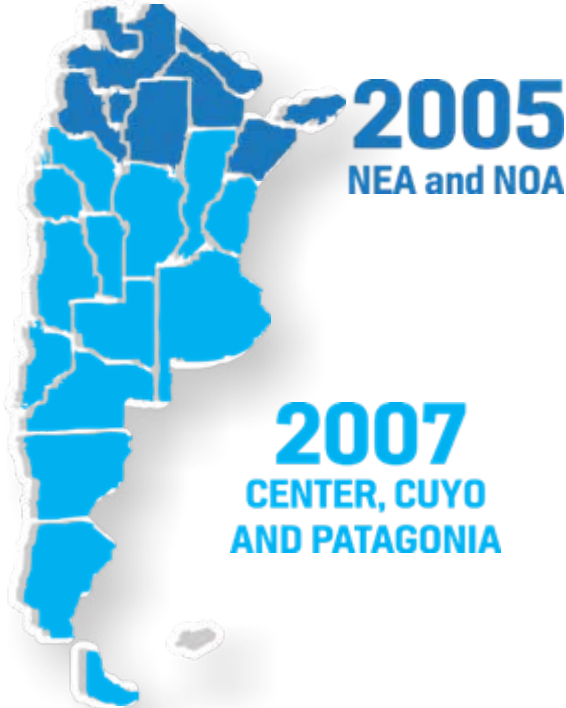 2005
NEA and NOA
2007
CENTER, CUYO
AND PATAGONIA